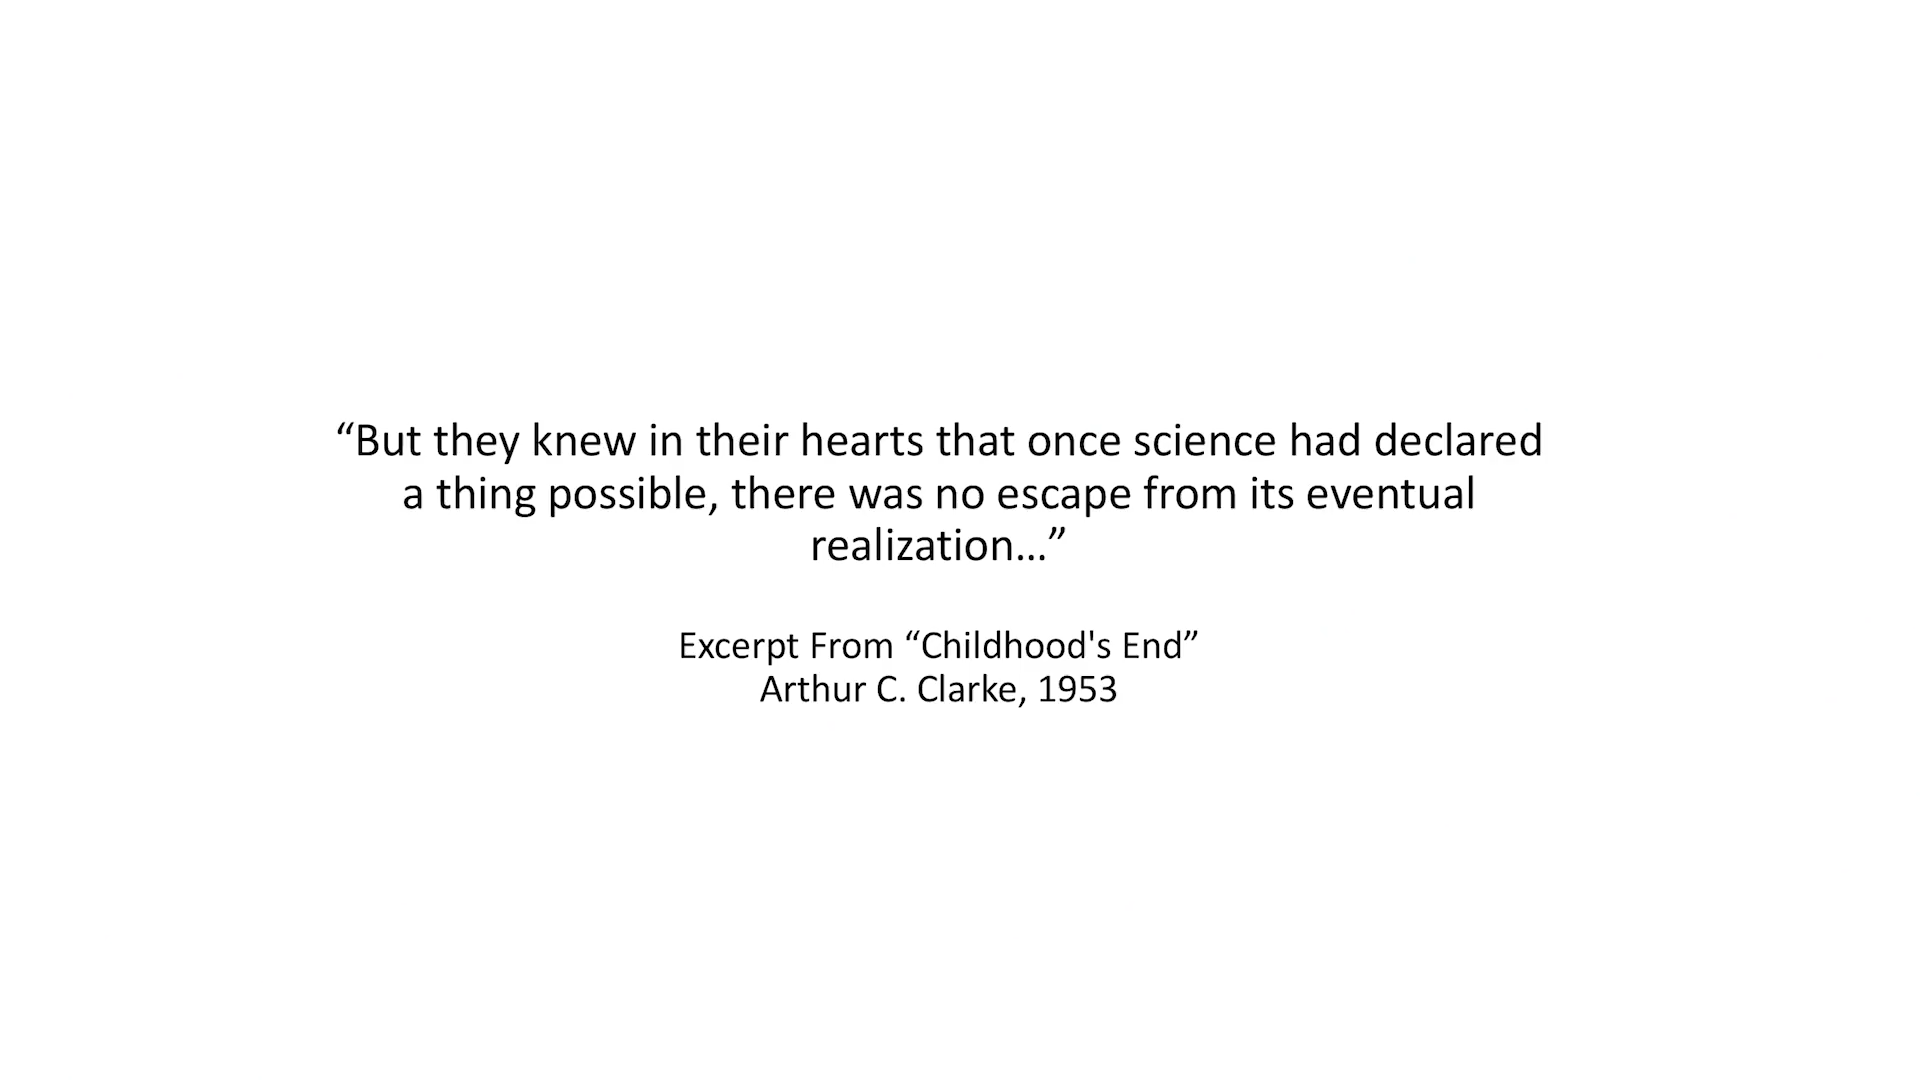 “But they knew in their hearts that once science had declared
a thing possible, there was no escape from its eventual
realization…”
Excerpt From “Childhood's End”
Arthur C. Clarke, 1953